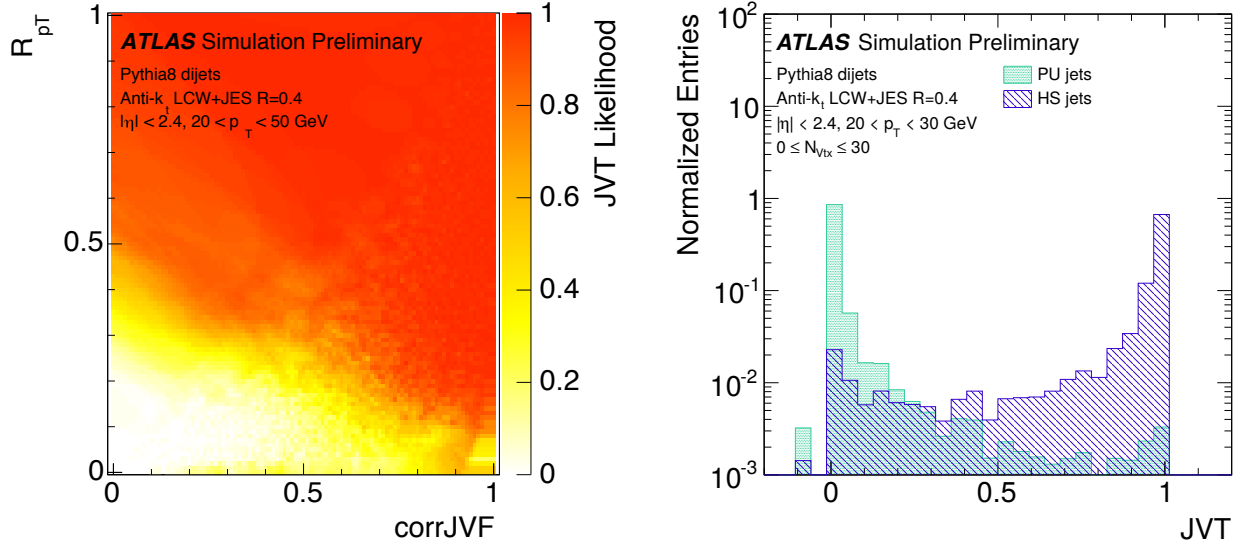 R_pT
1
0.5
0
ATLAS Simulation Preliminary
Pythia8 dijets
Anti-k_t LCW+JES R=0.4
|η| < 2.4, 20 < p_T < 50 GeV
0
0.5
1
corrJVF
1
0.8
0.6
0.4
0.2
0
JVT Likelihood
Normalized Entries
10^3
10^2
10
1
10^-1
10^-2
10^-3
ATLAS Simulation Preliminary
Pythia8 dijets
Anti-k_t LCW+JES R=0.4
|η| < 2.4, 20 < p_T < 30 GeV
0 ≤ N_Vtx ≤ 30
PU jets
HS jets
0
0.5
1
JVT